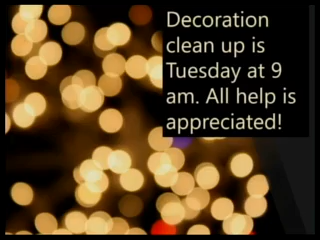 Decoration
clean up is
Tuesday at 9
am. All help is
appreciated!